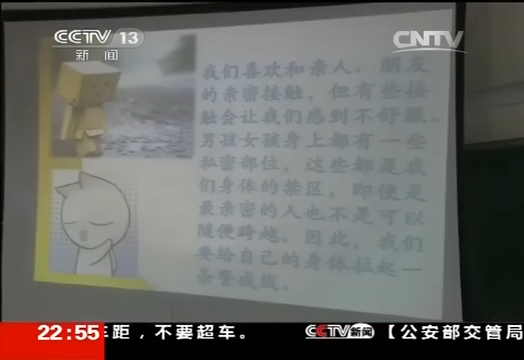 CCTV 13
新闻
CNTV
我们喜欢和亲人、朋友
的亲密接触，但有些接
触会让我们感到不舒服。
男孩女孩身上都有一些
私密部位，这些都是我
们身体的禁区，即便是
最亲密的人也不是可以
随便跨越。因此，我们
要给自己的身体拉起一
条警戒线。
22:55
车距，不要超车。
CCTV新闻
【公安部交管局